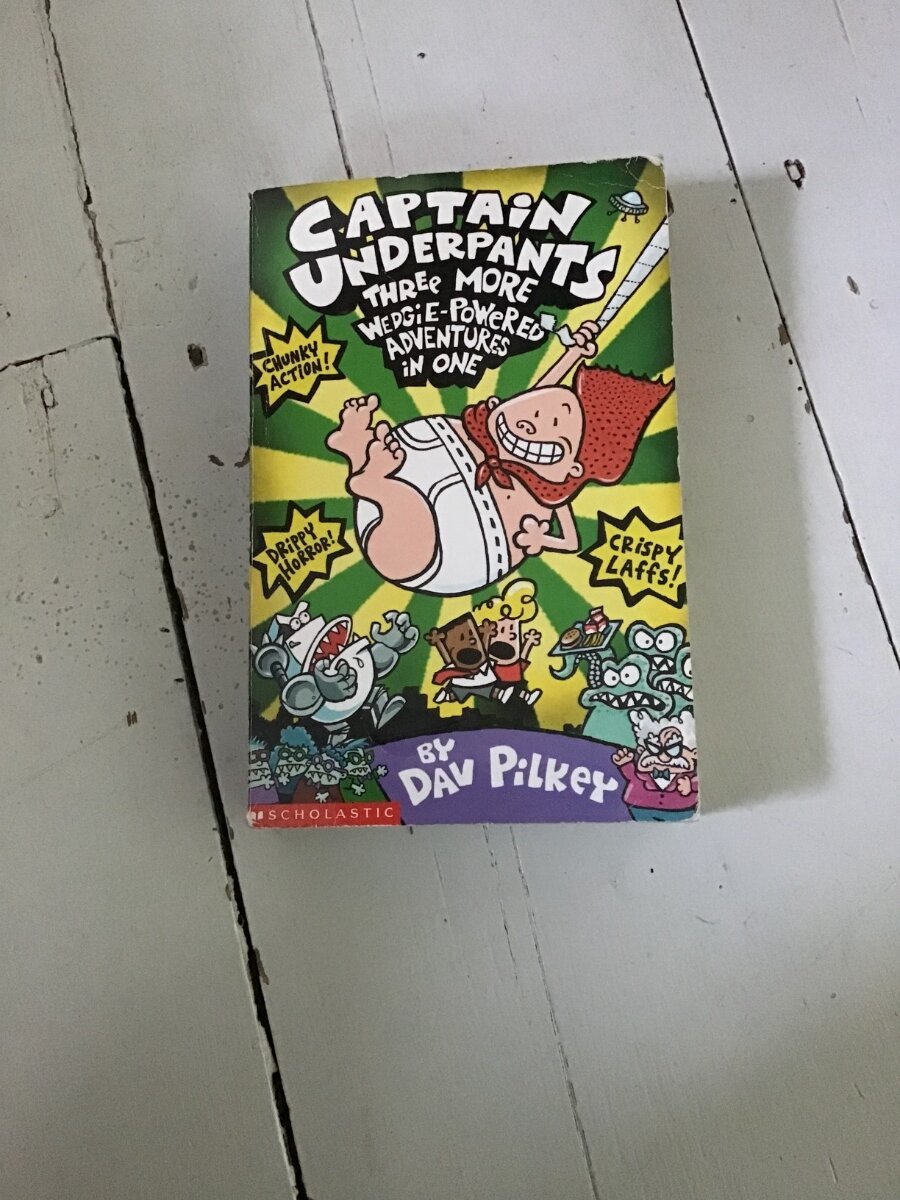 CAPTAIN
UNDERPANTS
THREE MORE
WEDGIE-POWERED
ADVENTURES
IN ONE
CHUNKY
ACTION!
DRIPPY
HORROR!
CRISPY
LAFFS!
BY
DAV PILKEY
SCHOLASTIC